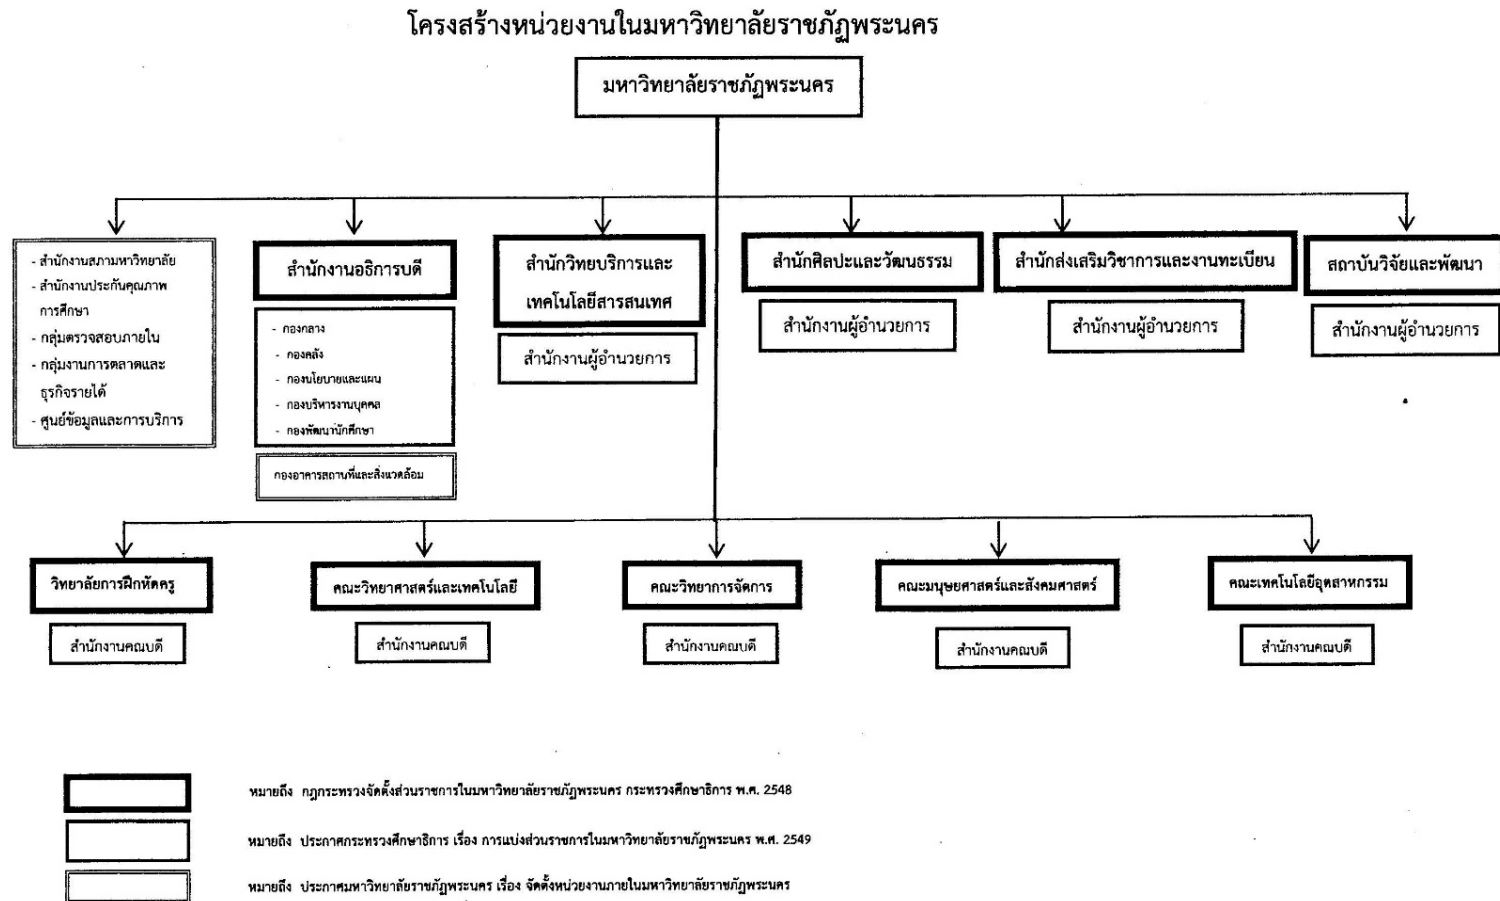 โครงสร้างหน่วยงานในมหาวิทยาลัยราชภัฏพระนคร
มหาวิทยาลัยราชภัฏพระนคร
- สำนักงานสภามหาวิทยาลัย
- สำนักงานประกันคุณภาพ
การศึกษา
- กลุ่มตรวจสอบภายใน
- กลุ่มงานการตลาดและ
ธุรกิจรายได้
- ศูนย์ข้อมูลและการบริการ
สำนักงานอธิการบดี
- กองกลาง
- กองคลัง
- กองนโยบายและแผน
- กองบริหารงานบุคคล
- กองพัฒนานักศึกษา
กองอาคารสถานที่และสิ่งแวดล้อม
สำนักวิทยบริการและ
เทคโนโลยีสารสนเทศ
สำนักงานผู้อำนวยการ
สำนักศิลปะและวัฒนธรรม
สำนักงานผู้อำนวยการ
สำนักส่งเสริมวิชาการและงานทะเบียน
สำนักงานผู้อำนวยการ
สถาบันวิจัยและพัฒนา
สำนักงานผู้อำนวยการ
วิทยาลัยการฝึกหัดครู
สำนักงานคณบดี
คณะวิทยาศาสตร์และเทคโนโลยี
สำนักงานคณบดี
คณะวิทยาการจัดการ
สำนักงานคณบดี
คณะมนุษยศาสตร์และสังคมศาสตร์
สำนักงานคณบดี
คณะเทคโนโลยีอุตสาหกรรม
สำนักงานคณบดี
หมายถึง กฎกระทรวงจัดตั้งส่วนราชการในมหาวิทยาลัยราชภัฏพระนคร กระทรวงศึกษาธิการ พ.ศ. 2548
หมายถึง ประกาศกระทรวงศึกษาธิการ เรื่อง การแบ่งส่วนราชการในมหาวิทยาลัยราชภัฏพระนคร พ.ศ. 2549
หมายถึง ประกาศมหาวิทยาลัยราชภัฏพระนคร เรื่อง จัดตั้งหน่วยงานภายในมหาวิทยาลัยราชภัฏพระนคร